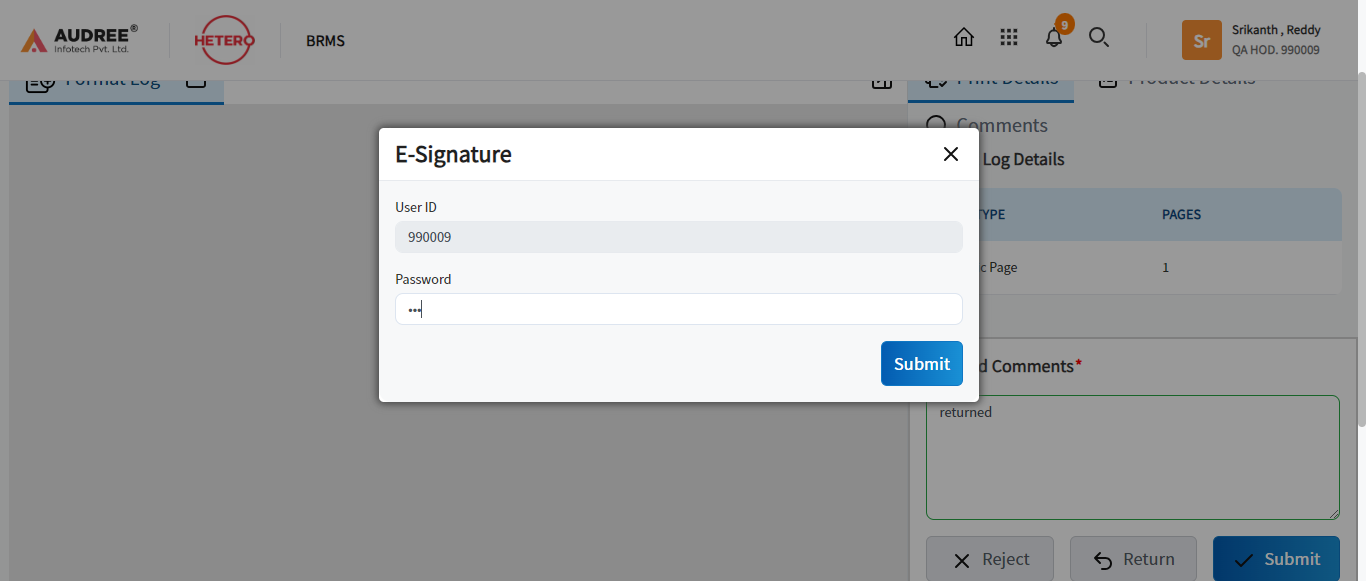 AUDREE®
Infotech Pvt. Ltd.
HETERO
BRMS
9
Sr
Srikanth , Reddy
QA HOD. 990009
Format Log
Print Details
Product Details
Comments
Log Details
E-Signature
User ID
990009
Password
•••
Submit
TYPE
PAGES
c Page
1
d Comments*
returned
Reject
Return
Submit